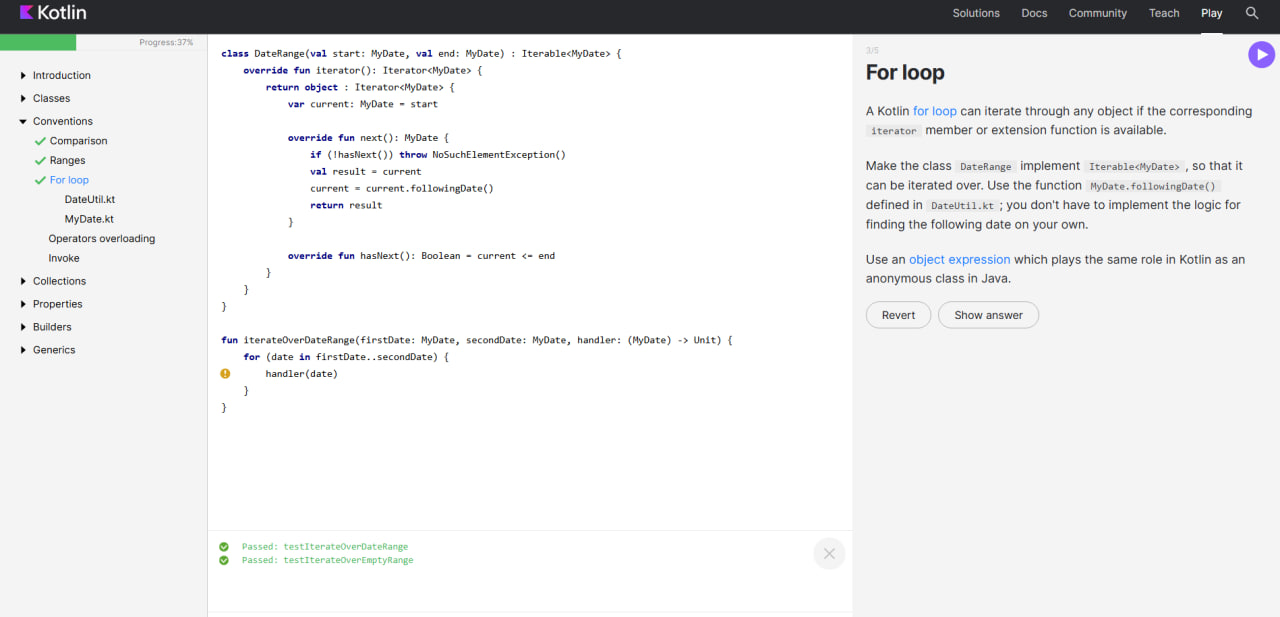 Kotlin
Solutions Docs Community Teach Play
Progress:37%
Introduction
Classes
Conventions
Comparison
Ranges
For loop
DateUtil.kt
MyDate.kt
Operators overloading
Invoke
Collections
Properties
Builders
Generics
class DateRange(val start: MyDate, val end: MyDate) : Iterable<MyDate> {
override fun iterator(): Iterator<MyDate> {
return object : Iterator<MyDate> {
var current: MyDate = start
override fun next(): MyDate {
if (!hasNext()) throw NoSuchElementException()
val result = current
current = current.followingDate()
return result
}
override fun hasNext(): Boolean = current <= end
}
}
}
fun iterateOverDateRange(firstDate: MyDate, secondDate: MyDate, handler: (MyDate) -> Unit) {
for (date in firstDate..secondDate) {
handler(date)
}
}
Passed: testIterateOverDateRange
Passed: testIterateOverEmptyRange
3/5
For loop
A Kotlin for loop can iterate through any object if the corresponding
iterator member or extension function is available.
Make the class DateRange implement Iterable<MyDate>, so that it
can be iterated over. Use the function MyDate.followingDate()
defined in DateUtil.kt; you don't have to implement the logic for
finding the following date on your own.
Use an object expression which plays the same role in Kotlin as an
anonymous class in Java.
Revert Show answer